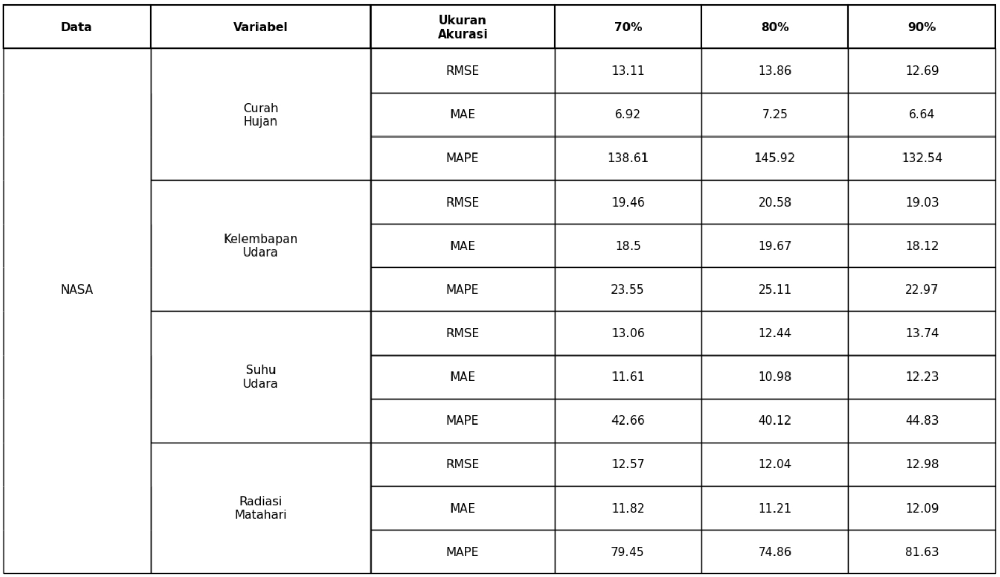 Data Variabel Ukuran Akurasi 70% 80% 90%
NASA
Curah
Hujan
RMSE 13.11 13.86 12.69
MAE 6.92 7.25 6.64
MAPE 138.61 145.92 132.54
Kelembapan
Udara
RMSE 19.46 20.58 19.03
MAE 18.5 19.67 18.12
MAPE 23.55 25.11 22.97
Suhu
Udara
RMSE 13.06 12.44 13.74
MAE 11.61 10.98 12.23
MAPE 42.66 40.12 44.83
Radiasi
Matahari
RMSE 12.57 12.04 12.98
MAE 11.82 11.21 12.09
MAPE 79.45 74.86 81.63